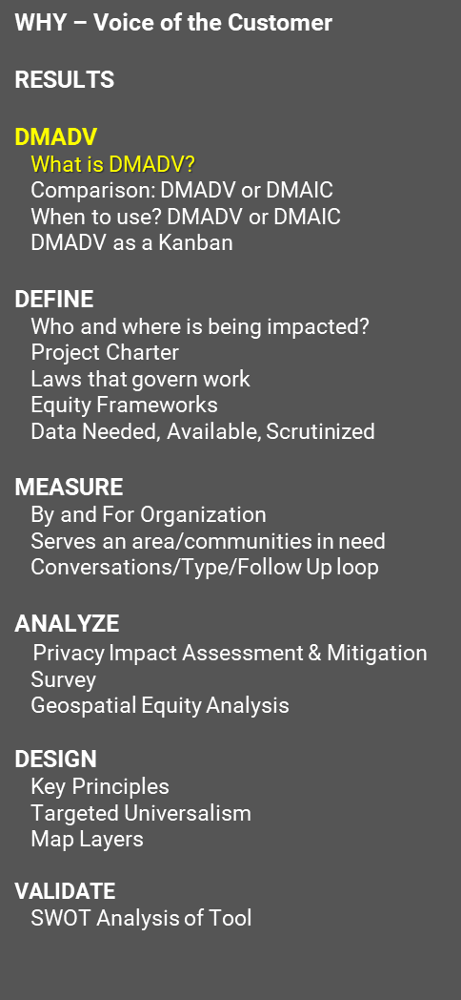 WHY – Voice of the Customer
RESULTS
DMADV
What is DMADV?
Comparison: DMADV or DMAIC
When to use? DMADV or DMAIC
DMADV as a Kanban
DEFINE
Who and where is being impacted?
Project Charter
Laws that govern work
Equity Frameworks
Data Needed, Available, Scrutinized
MEASURE
By and For Organization
Serves an area/communities in need
Conversations/Type/Follow Up loop
ANALYZE
Privacy Impact Assessment & Mitigation
Survey
Geospatial Equity Analysis
DESIGN
Key Principles
Targeted Universalism
Map Layers
VALIDATE
SWOT Analysis of Tool